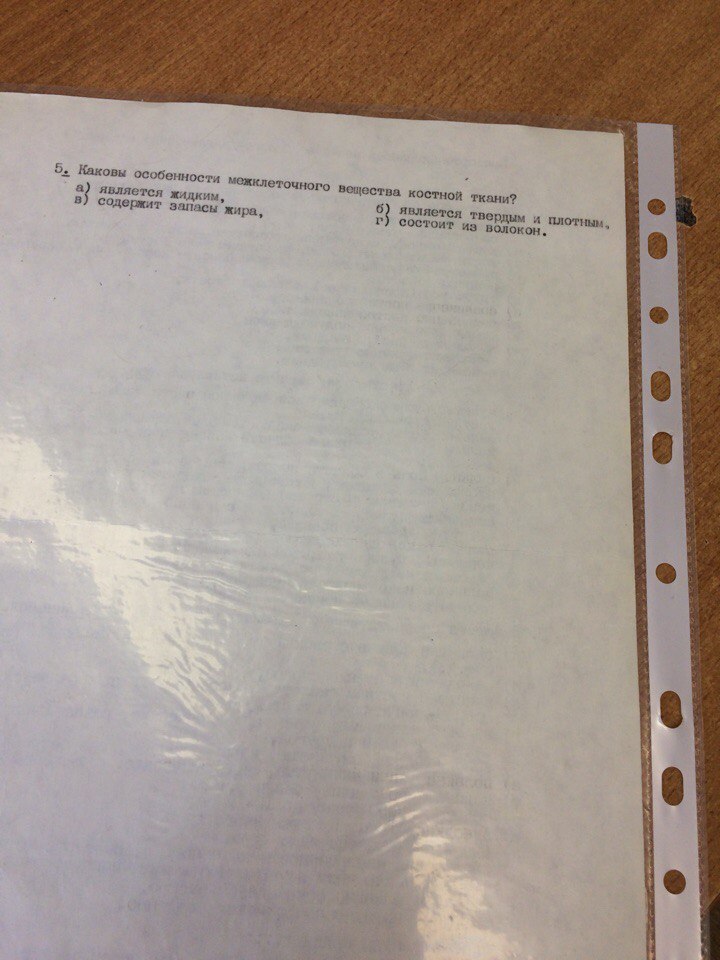 5. Каковы особенности межклеточного вещества костной ткани?
а) является жидким, б) является твердым и плотным,
в) содержит запасы жира, г) состоит из волокон.